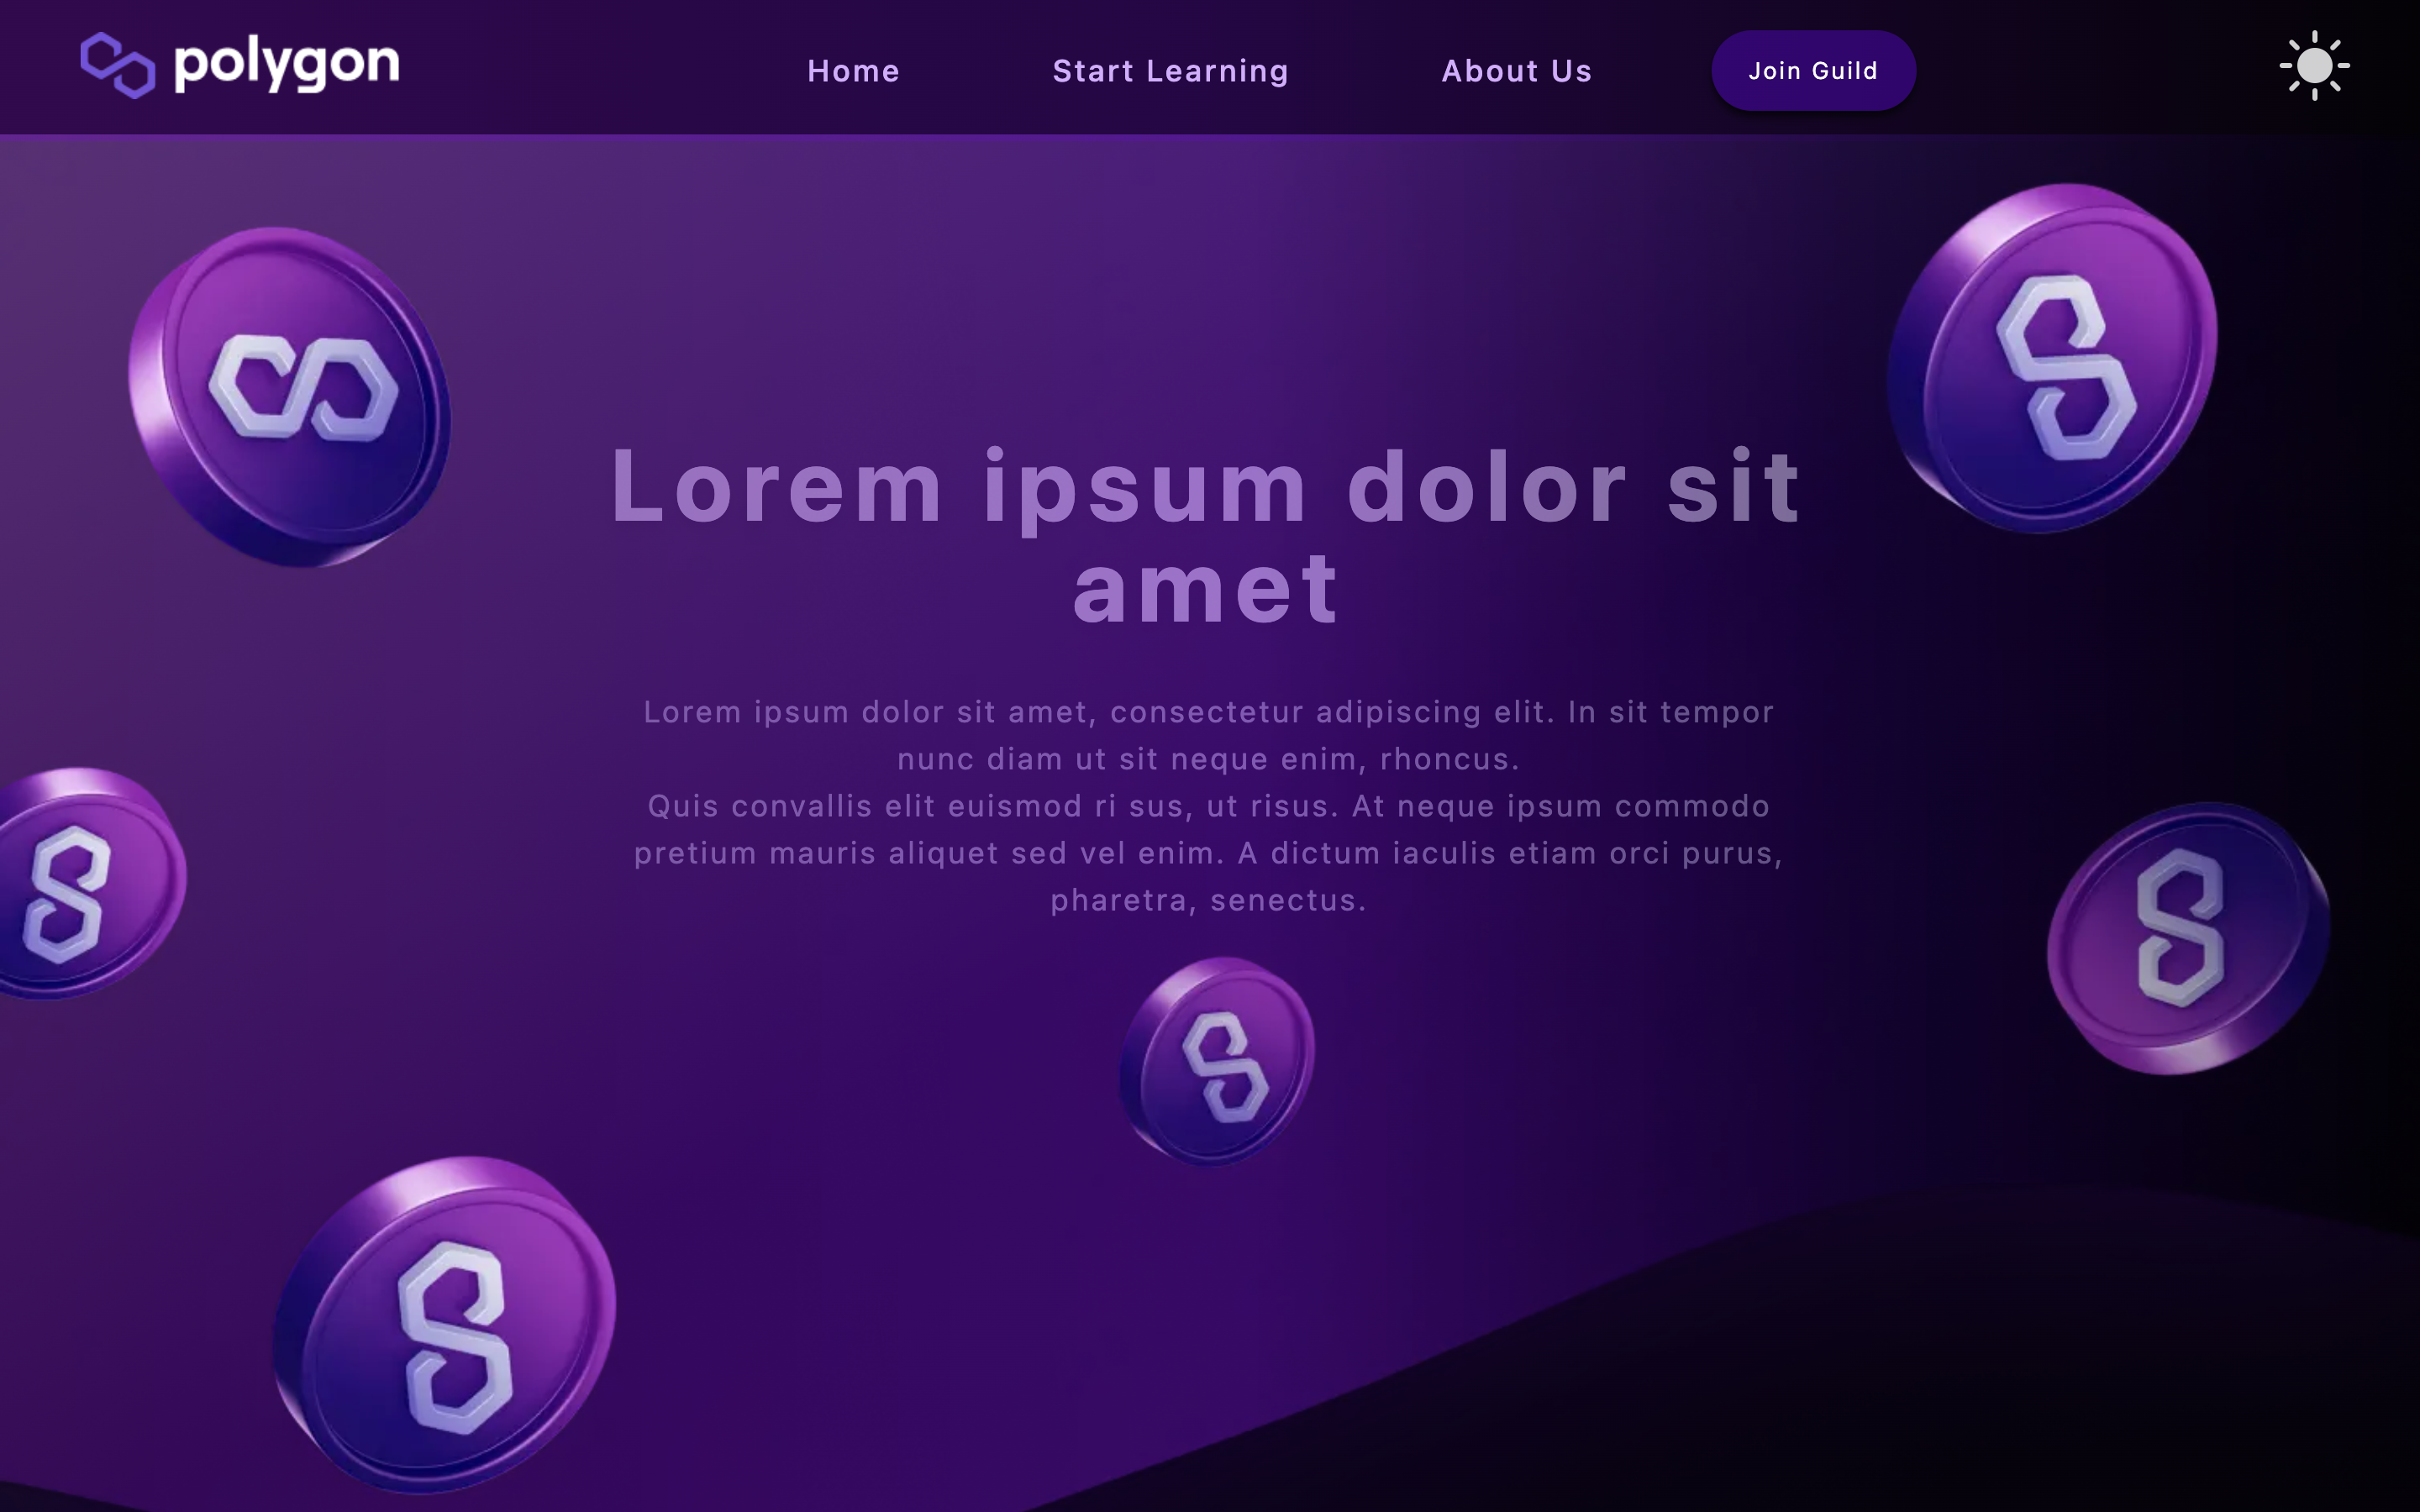 polygon
Home
Start Learning
About Us
Join Guild
Lorem ipsum dolor sit
amet
Lorem ipsum dolor sit amet, consectetur adipiscing elit. In sit tempor
nunc diam ut sit neque enim, rhoncus.
Quis convallis elit euismod ri sus, ut risus. At neque ipsum commodo
pretium mauris aliquet sed vel enim. A dictum iaculis etiam orci purus,
pharetra, senectus.